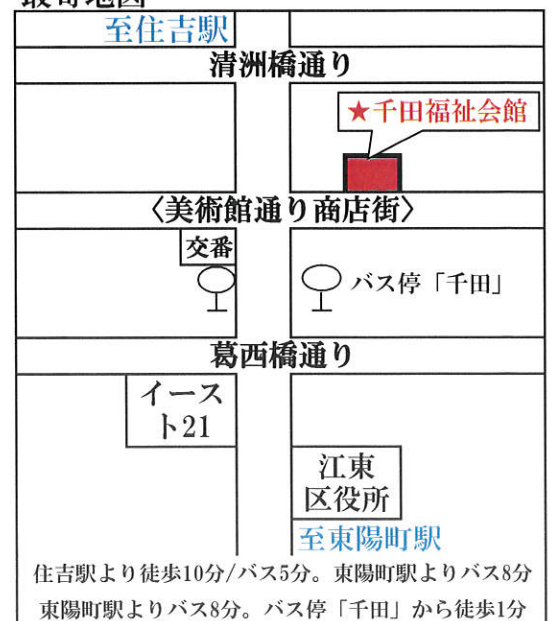 最寄地図
至住吉駅
清洲橋通り
★千田福祉会館
〈美術館通り商店街〉
交番
バス停「千田」
葛西橋通り
イース
ト21
江東
区役所
至東陽町駅
住吉駅より徒歩10分/バス5分。東陽町駅よりバス8分
東陽町駅よりバス8分。バス停「千田」から徒歩1分